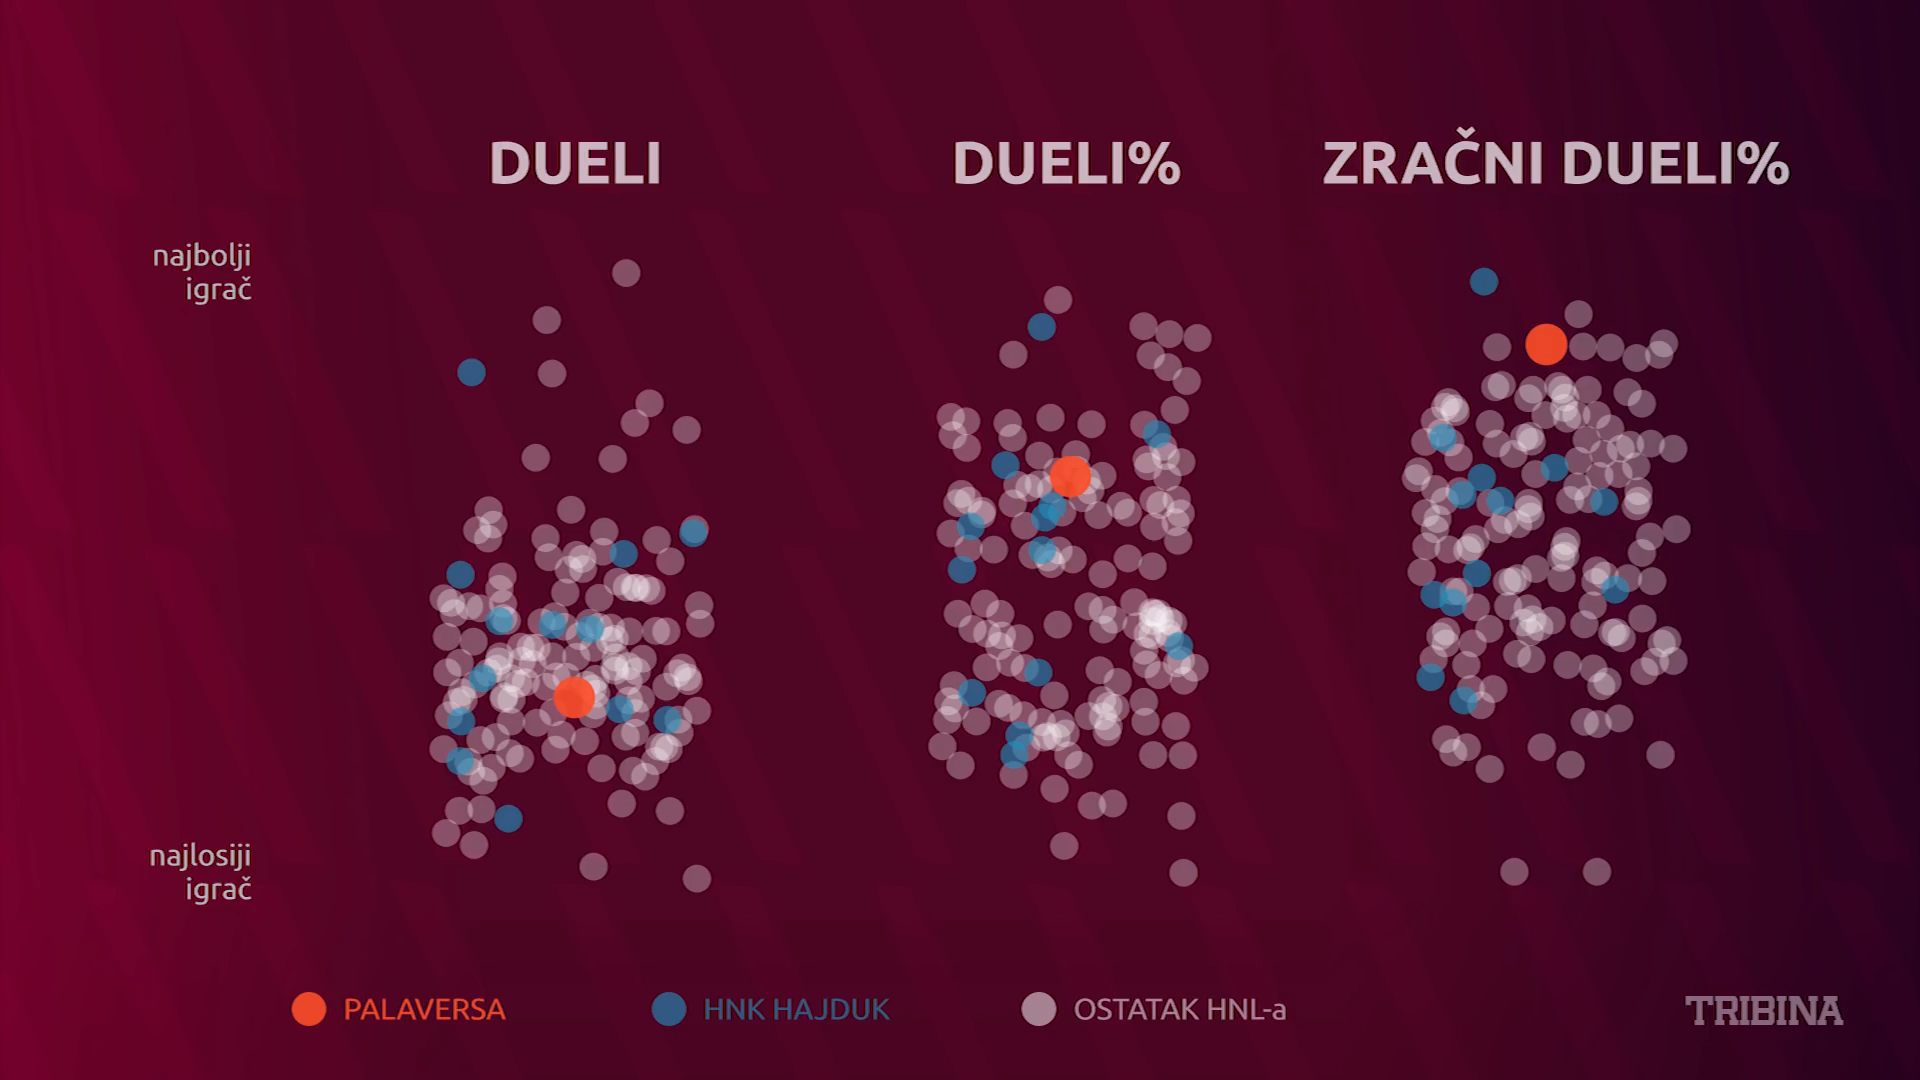 DUELI
DUELI%
ZRAČNI DUELI%
najbolji
igrač
najlosiji
igrač
PALAVERSA
HNK HAJDUK
OSTATAK HNL-a
TRIBINA